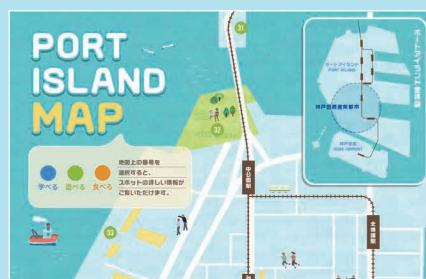 PORT
ISLAND
MAP
学べる 遊べる 食べる
地図上の番号を
選択すると、
スポットの詳しい情報が
ご覧いただけます。
31
32
33
中公園駅
北埠頭駅
ポートアイランド
PORT ISLAND
神戸医療産業都市
神戸空港
KOBE AIRPORT
ポートアイランド全体図